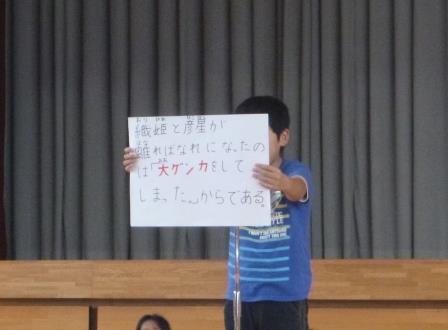 織姫と彦星が
離ればなれになったの
は「大ゲンカをして
しまったんからである。